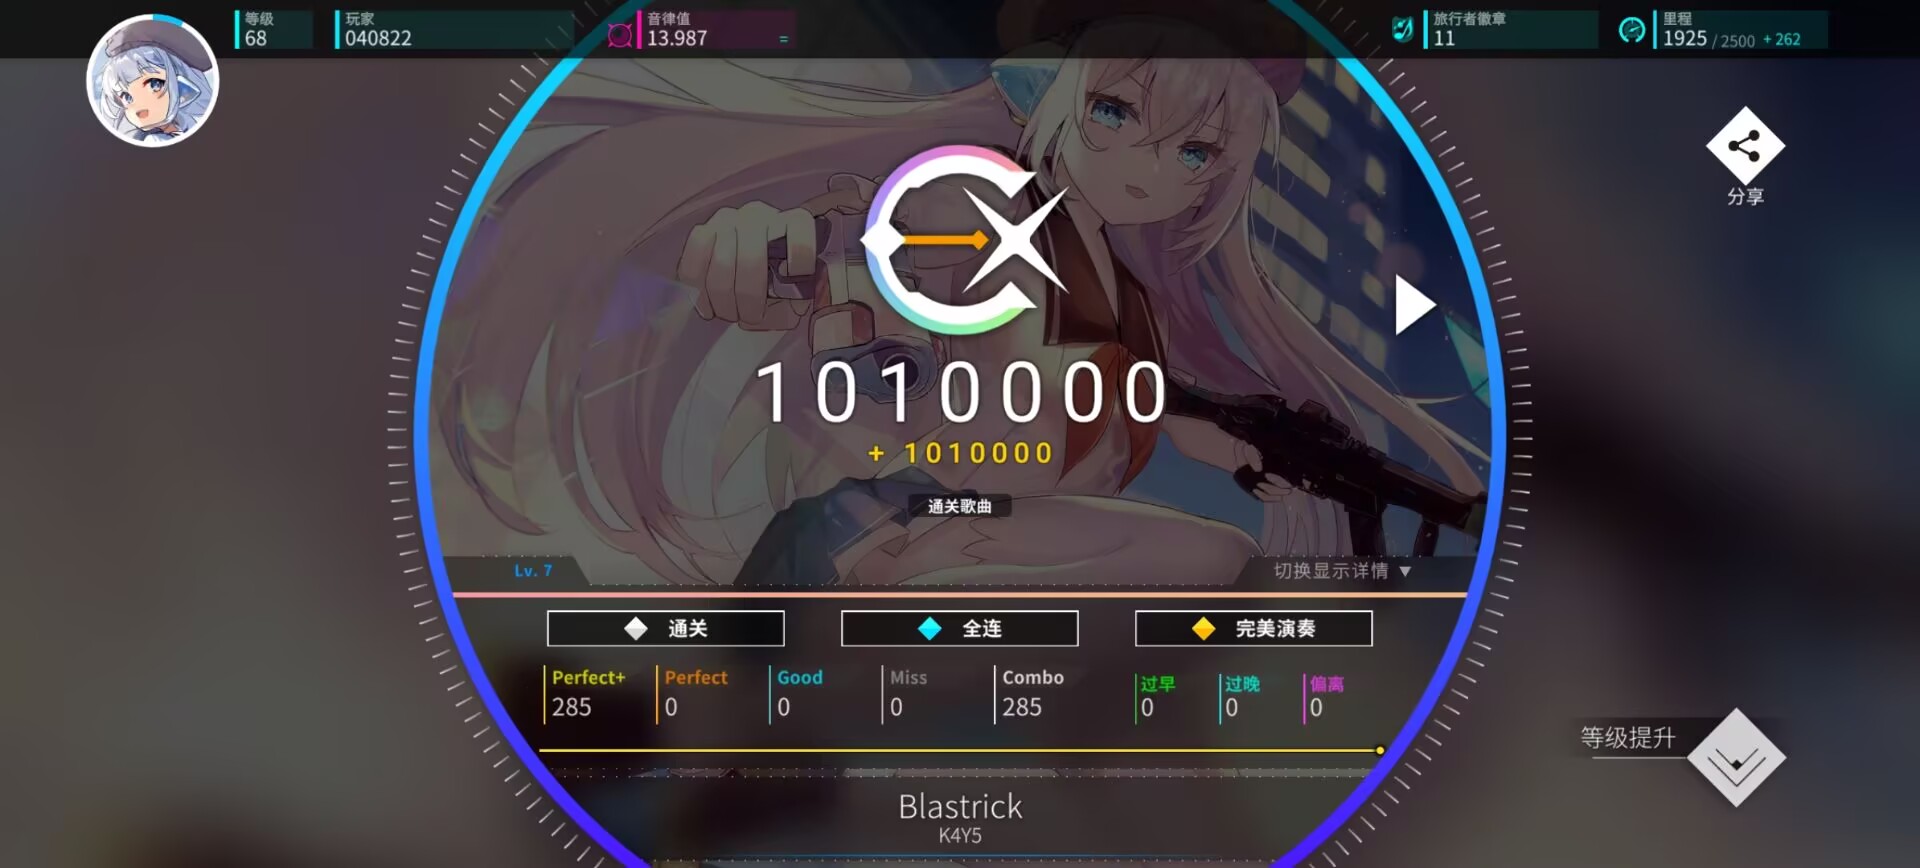 等级
68
玩家
040822
音律值
13.987
=
旅行者徽章
11
里程
1925 / 2500 + 262
分享
1010000
+ 1010000
通关歌曲
Lv. 7
切换显示详情 ▼
通关
全连
完美演奏
Perfect+
285
Perfect
0
Good
0
Miss
0
Combo
285
过早
0
过晚
0
偏离
0
等级提升
Blastrick
K4Y5